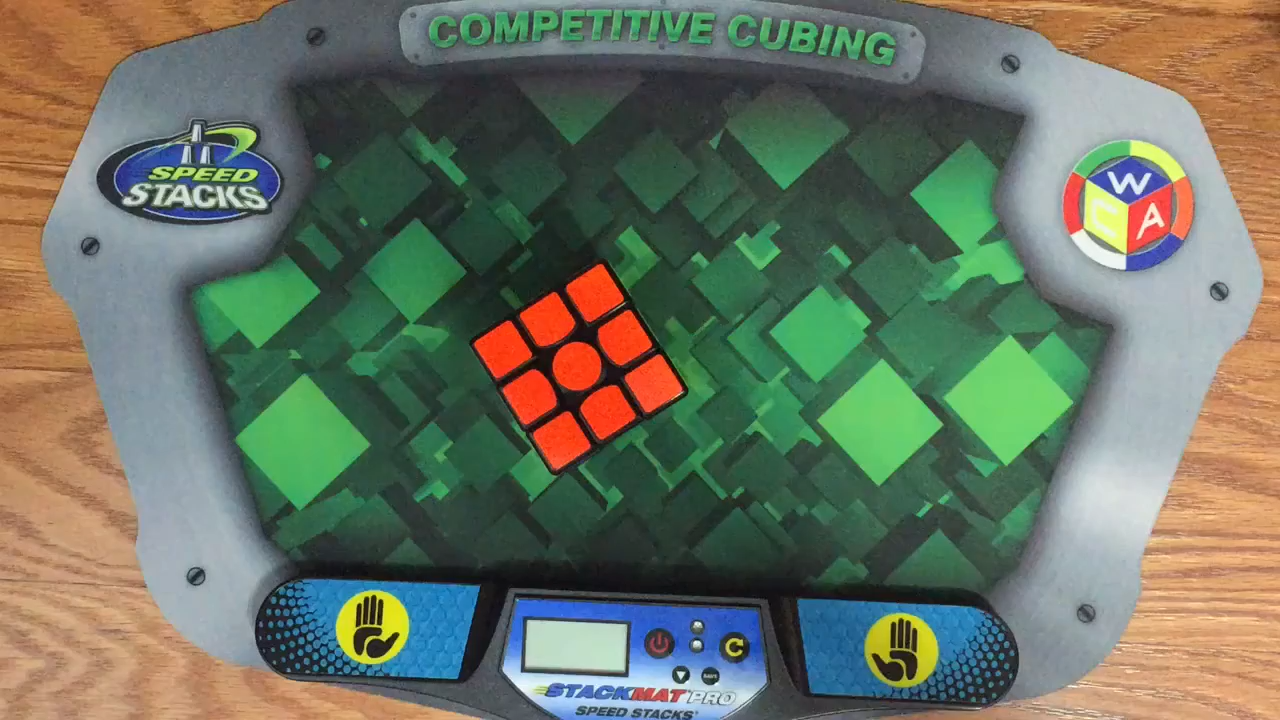 COMPETITIVE CUBING
SPEED
STACKS
W
C A
STACKMAT PRO
SPEED STACKS